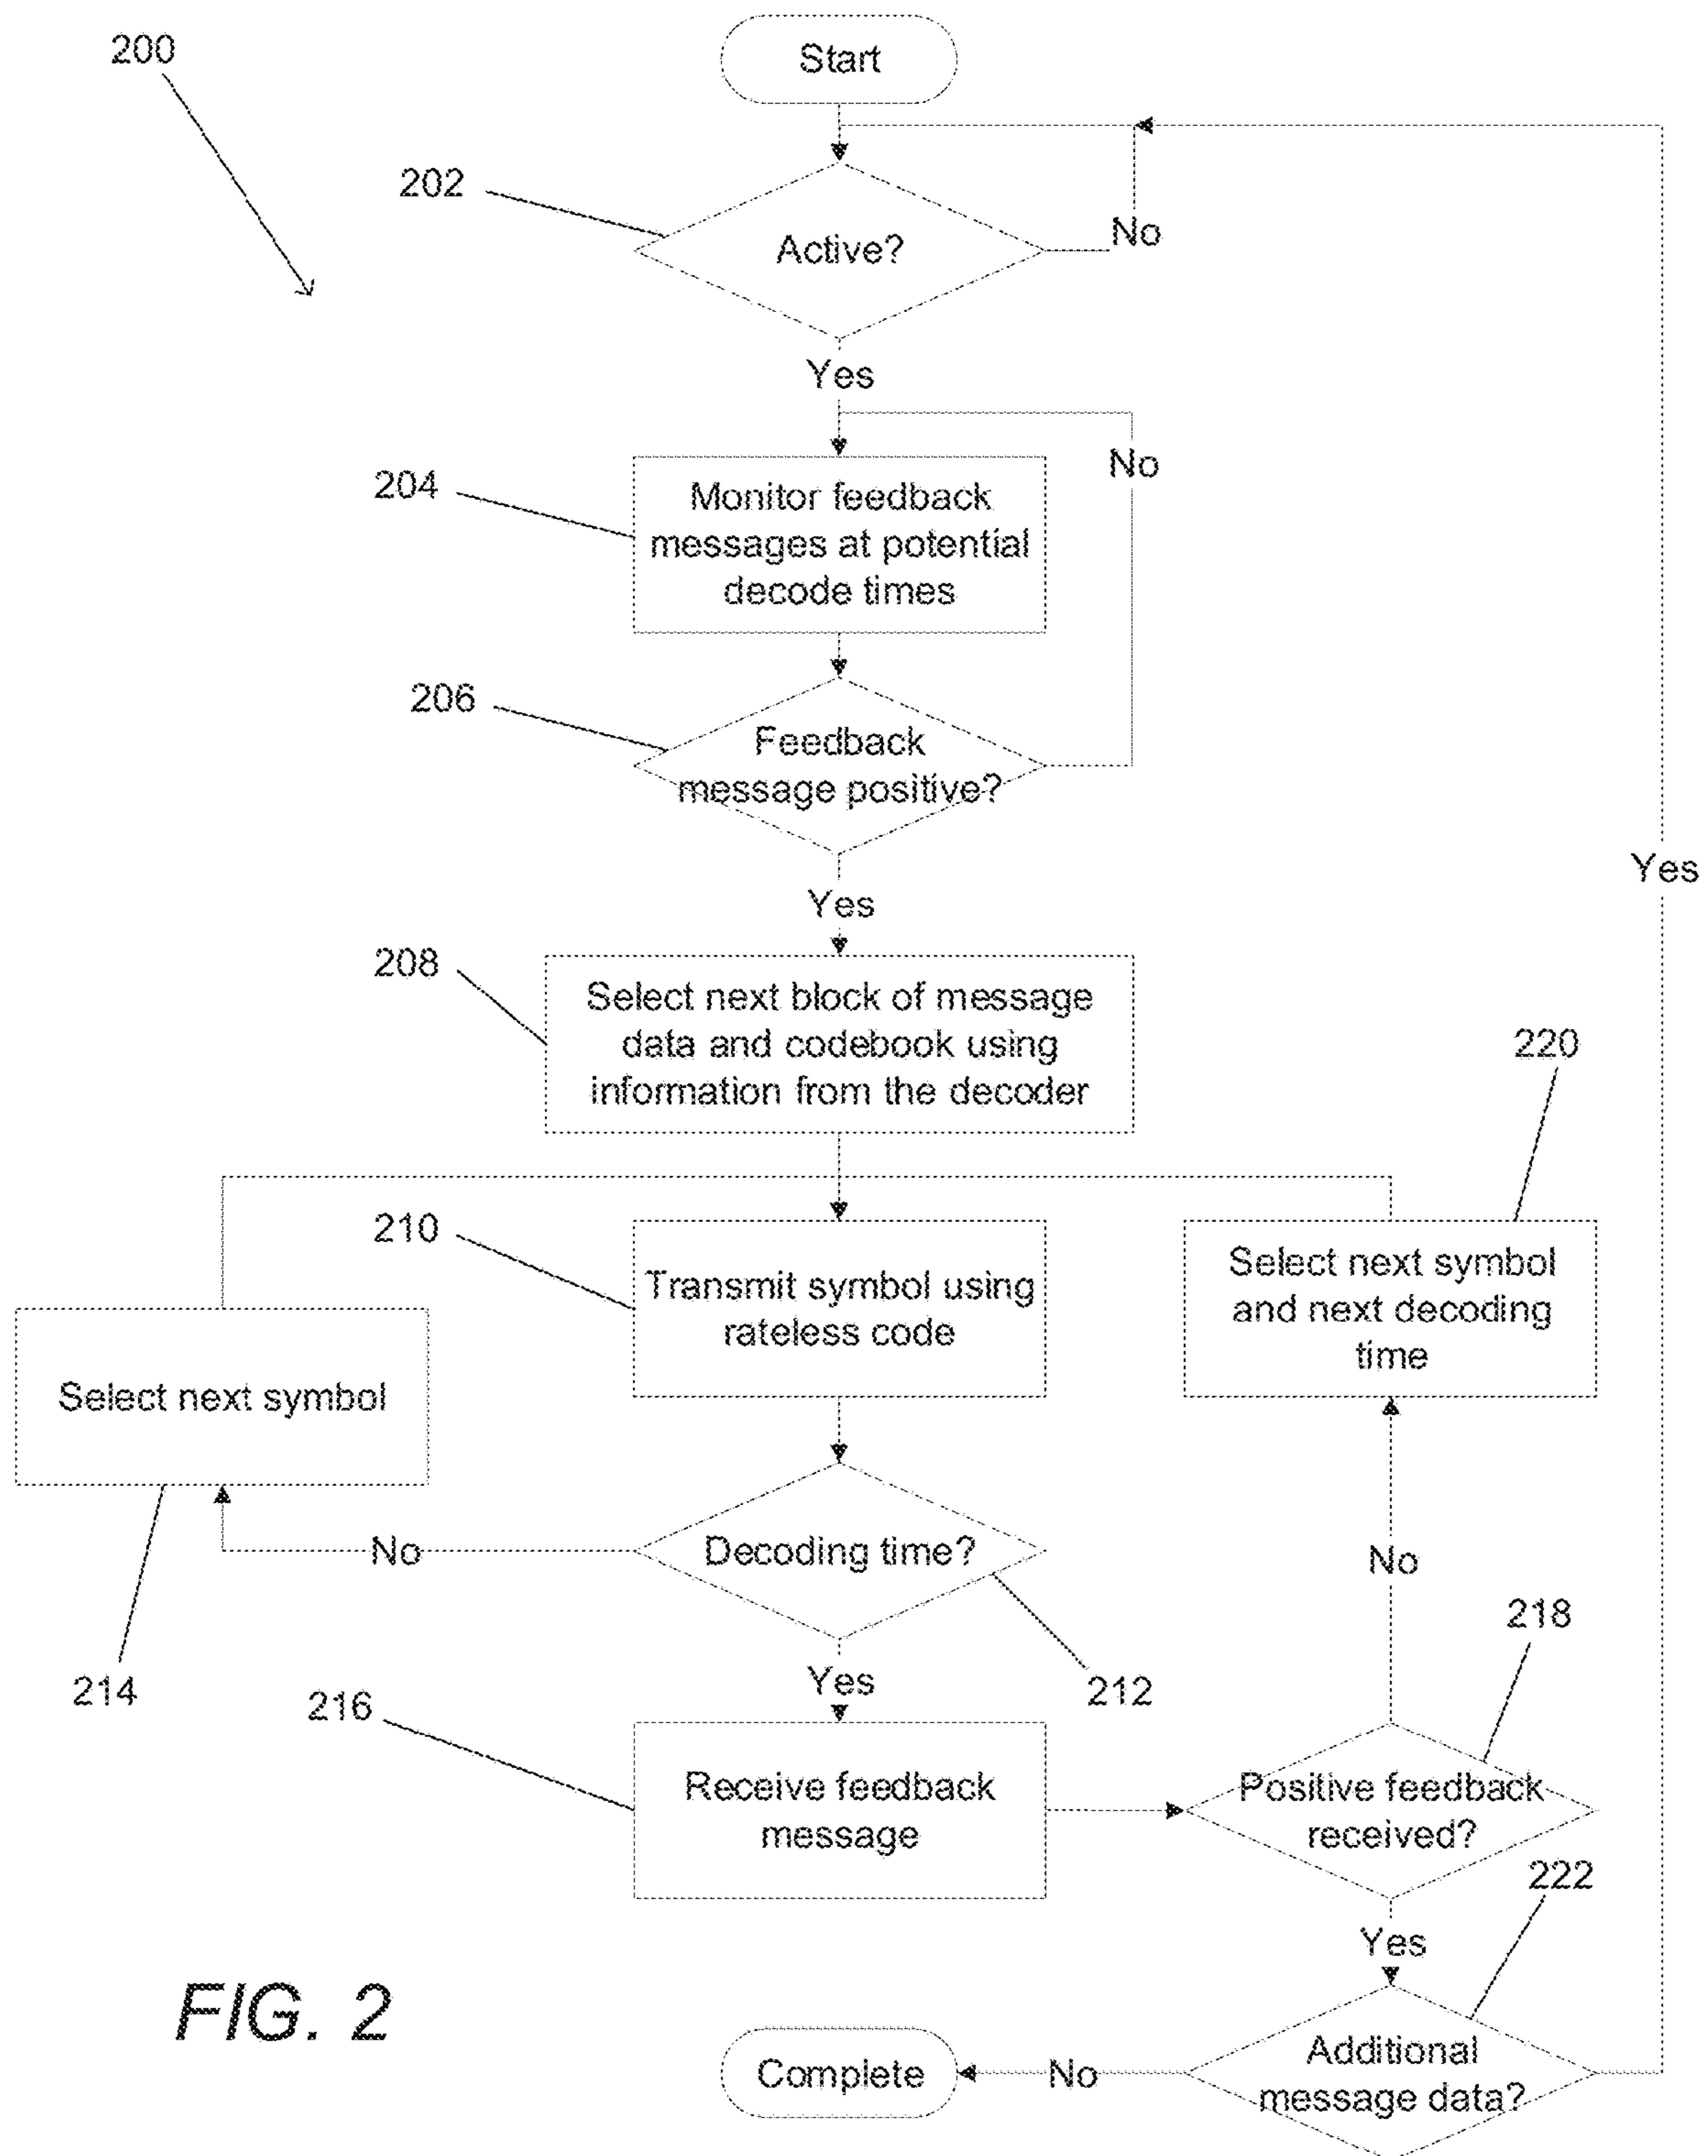 200
Start
202
Active?
No
Yes
204
Monitor feedback
messages at potential
decode times
No
206
Feedback
message positive?
Yes
Yes
208
Select next block of message
data and codebook using
information from the decoder
220
210
Transmit symbol using
rateless code
Select next symbol
and next decoding
time
Select next symbol
No
Decoding time?
No
214
216
Yes
212
218
Receive feedback
message
Positive feedback
received?
222
Yes
FIG. 2
Complete
No
Additional
message data?